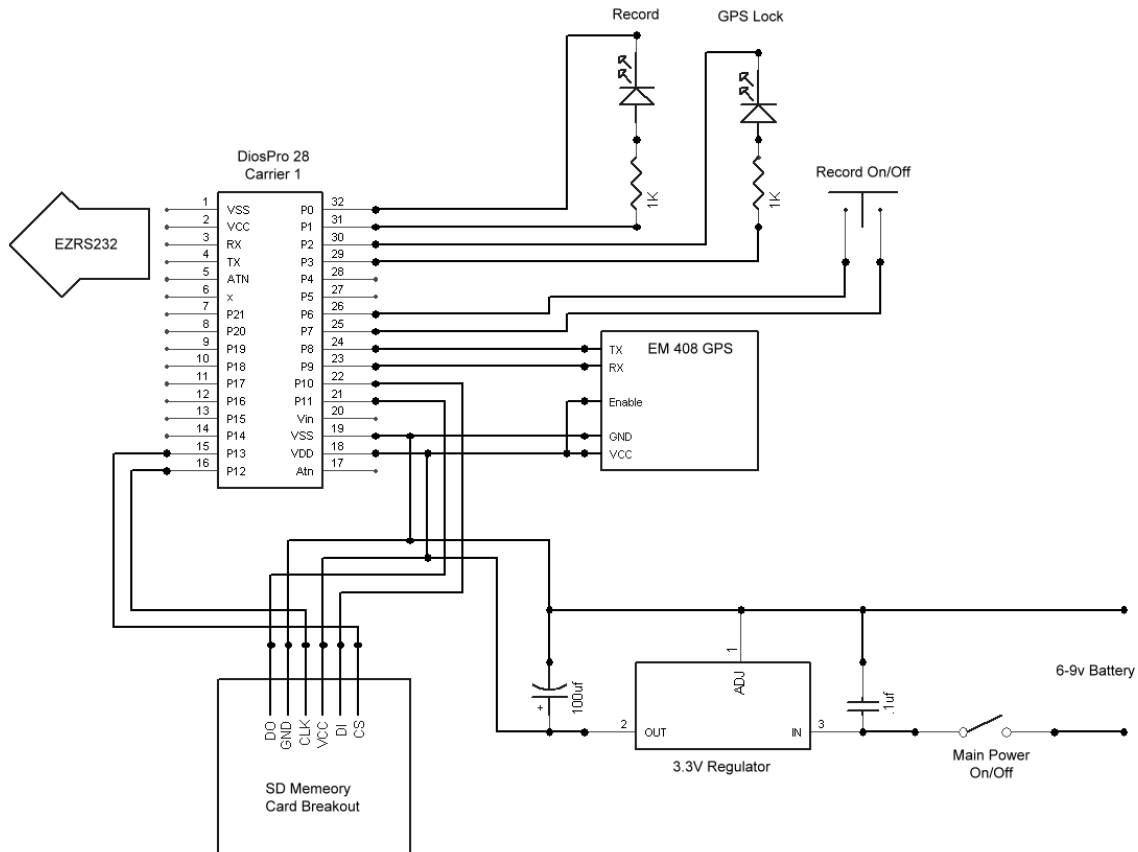 Record
GPS Lock
DiosPro 28
Carrier 1
Record On/Off
1K
1K
EZRS232
1 VSS P0 32
2 VCC P1 31
3 RX P2 30
4 TX P3 29
5 ATN P4 28
6 x P5 27
7 P21 P6 26
8 P20 P7 25
9 P19 P8 24
10 P18 P9 23
11 P17 P10 22
12 P16 P11 21
13 P15 Vin 20
14 P14 VSS 19
15 P13 VDD 18
16 P12 Atn 17
EM 408 GPS
TX
RX
Enable
GND
VCC
DO
GND
CLK
VCC
DI
CS
SD Memeory
Card Breakout
+
100uf
1
ADJ
2 OUT IN 3
3.3V Regulator
.1uf
6-9v Battery
Main Power
On/Off